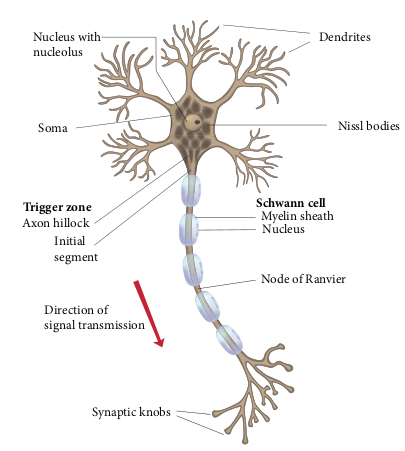 Nucleus with
nucleolus
Dendrites
Soma
Nissl bodies
Trigger zone
Axon hillock
Initial
segment
Schwann cell
Myelin sheath
Nucleus
Node of Ranvier
Direction of
signal transmission
Synaptic knobs